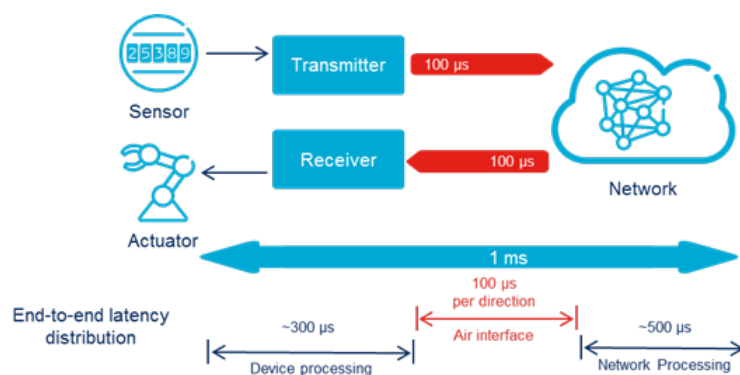 25389
Transmitter
100 µs
Sensor
Receiver
100 µs
Network
Actuator
1 ms
100 µs
per direction
End-to-end latency
distribution
~300 µs
Air interface
~500 µs
Device processing
Network Processing